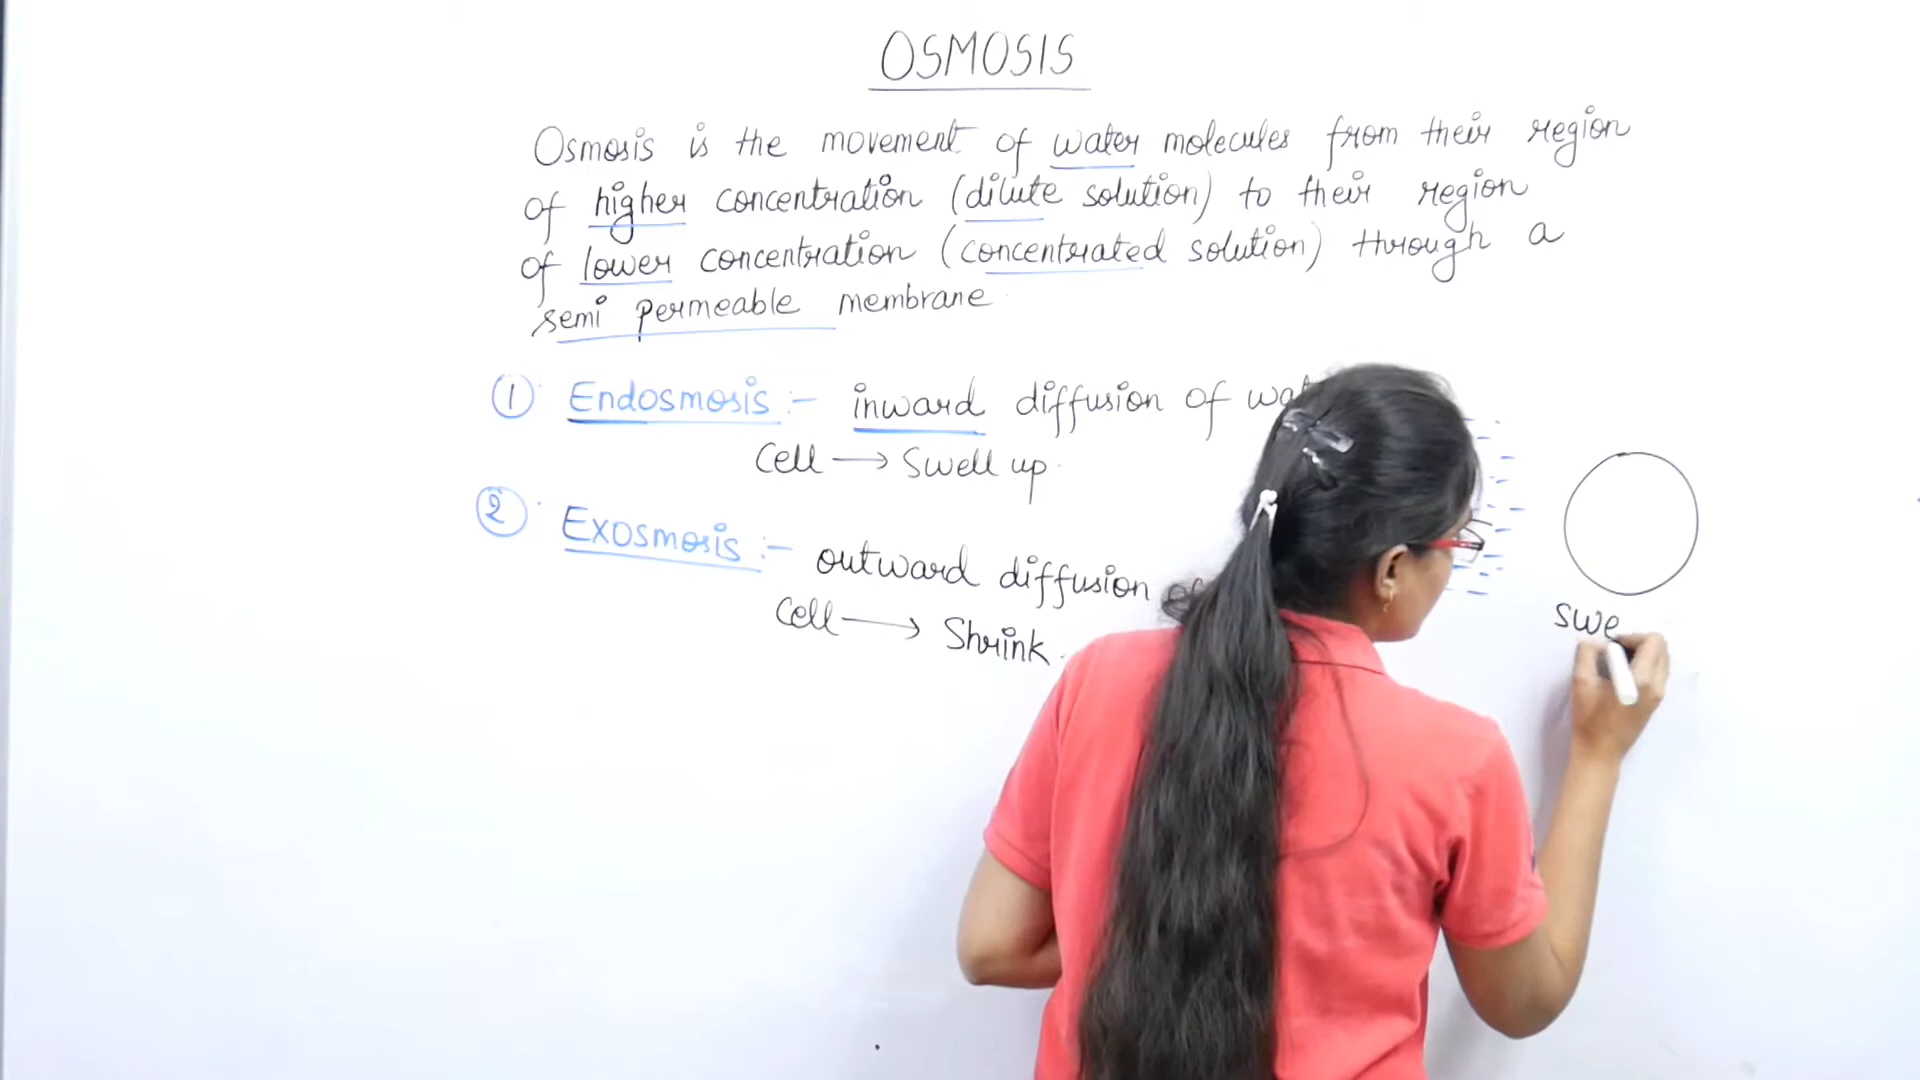 OSMOSIS
Osmosis is the movement of water molecules from their region
of higher concentration (dilute solution) to their region
of lower concentration (concentrated solution) through a
semi permeable membrane
① Endosmosis :- inward diffusion of
Cell → Swell up.
② Exosmosis :- outward diffusion of
Cell → Shrink.
swe